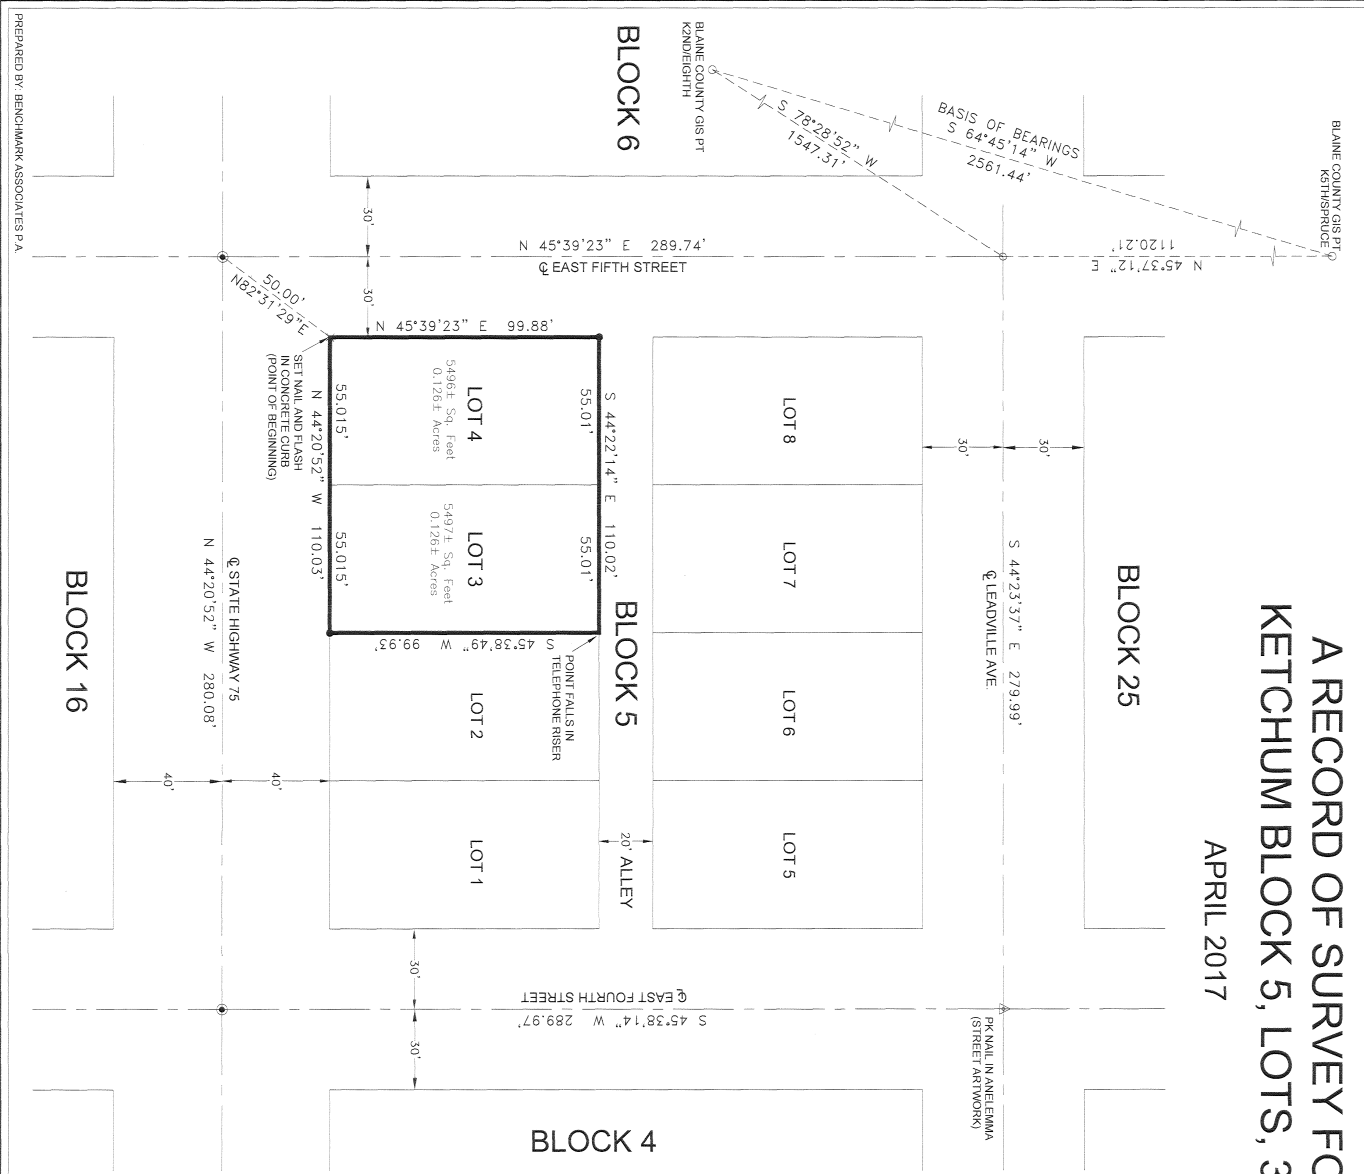 A RECORD OF SURVEY FO
KETCHUM BLOCK 5, LOTS, 3
APRIL 2017
BLAINE COUNTY GIS PT
K5TH/SPRUCE
BLAINE COUNTY GIS PT
K2ND/EIGHTH
BASIS OF BEARINGS
S 64°45'14" W
2561.44'
S 78°28'52" W
1547.31'
N 45°37'12" E
1120.21'
BLOCK 6
BLOCK 25
30'
30'
N 45°39'23" E 289.74'
℄ EAST FIFTH STREET
50.00'
N82°31'29"E
N 45°39'23" E 99.88'
SET NAIL AND FLASH
IN CONCRETE CURB
(POINT OF BEGINNING)
N 44°20'52" W 110.03'
55.015'
55.015'
LOT 4
5496± Sq. Feet
0.126± Acres
LOT 3
5497± Sq. Feet
0.126± Acres
55.01'
55.01'
S 44°22'14" E 110.02'
S 45°38'49" W 99.93'
POINT FALLS IN
TELEPHONE RISER
BLOCK 5
LOT 8
LOT 7
LOT 6
LOT 5
LOT 2
LOT 1
30'
30'
S 44°23'37" E 279.99'
℄ LEADVILLE AVE.
℄ STATE HIGHWAY 75
N 44°20'52" W 280.08'
BLOCK 16
40'
40'
20' ALLEY
30'
30'
℄ EAST FOURTH STREET
S 45°38'14" W 289.97'
PK NAIL IN ANELEMMA
(STREET ARTWORK)
BLOCK 4
PREPARED BY: BENCHMARK ASSOCIATES P.A.